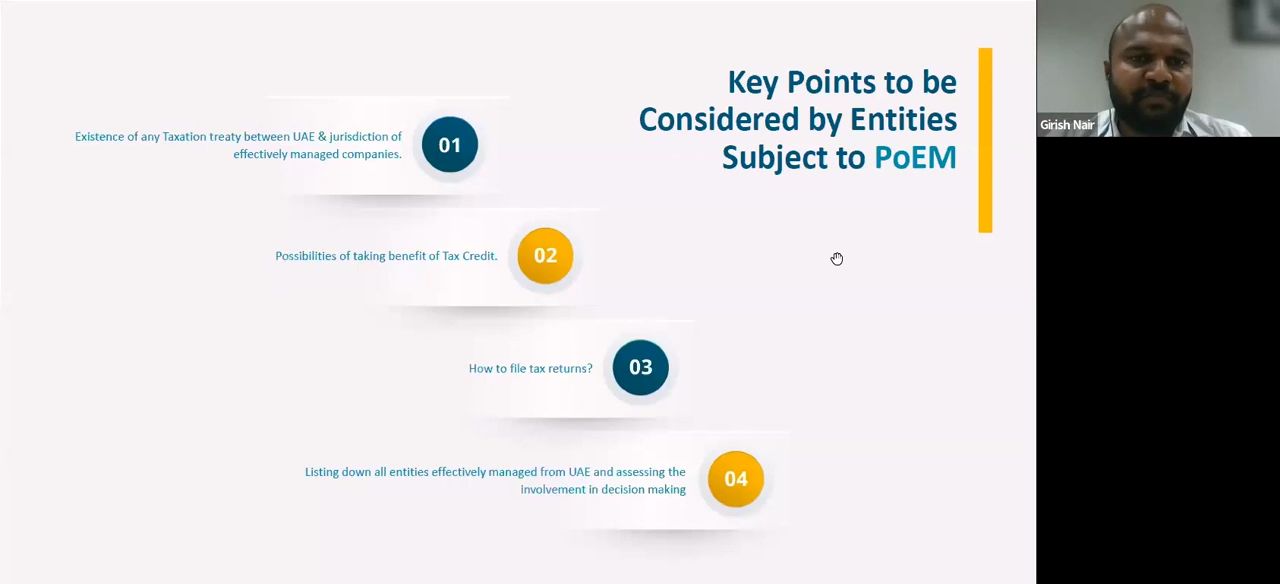 Key Points to be
Considered by Entities
Subject to PoEM
Existence of any Taxation treaty between UAE & jurisdiction of
effectively managed companies.
01
Possibilities of taking benefit of Tax Credit.
02
How to file tax returns?
03
Listing down all entities effectively managed from UAE and assessing the
involvement in decision making
04
Girish Nair